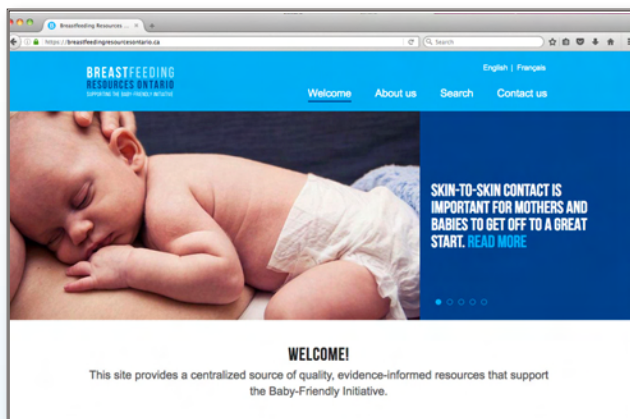 Breastfeeding Resources ...
https://breastfeedingresourcesontario.ca
Search
BREASTFEEDING
RESOURCES ONTARIO
SUPPORTING THE BABY-FRIENDLY INITIATIVE
English | Français
Welcome
About us
Search
Contact us
SKIN-TO-SKIN CONTACT IS
IMPORTANT FOR MOTHERS AND
BABIES TO GET OFF TO A GREAT
START. READ MORE
WELCOME!
This site provides a centralized source of quality, evidence-informed resources that support
the Baby-Friendly Initiative.